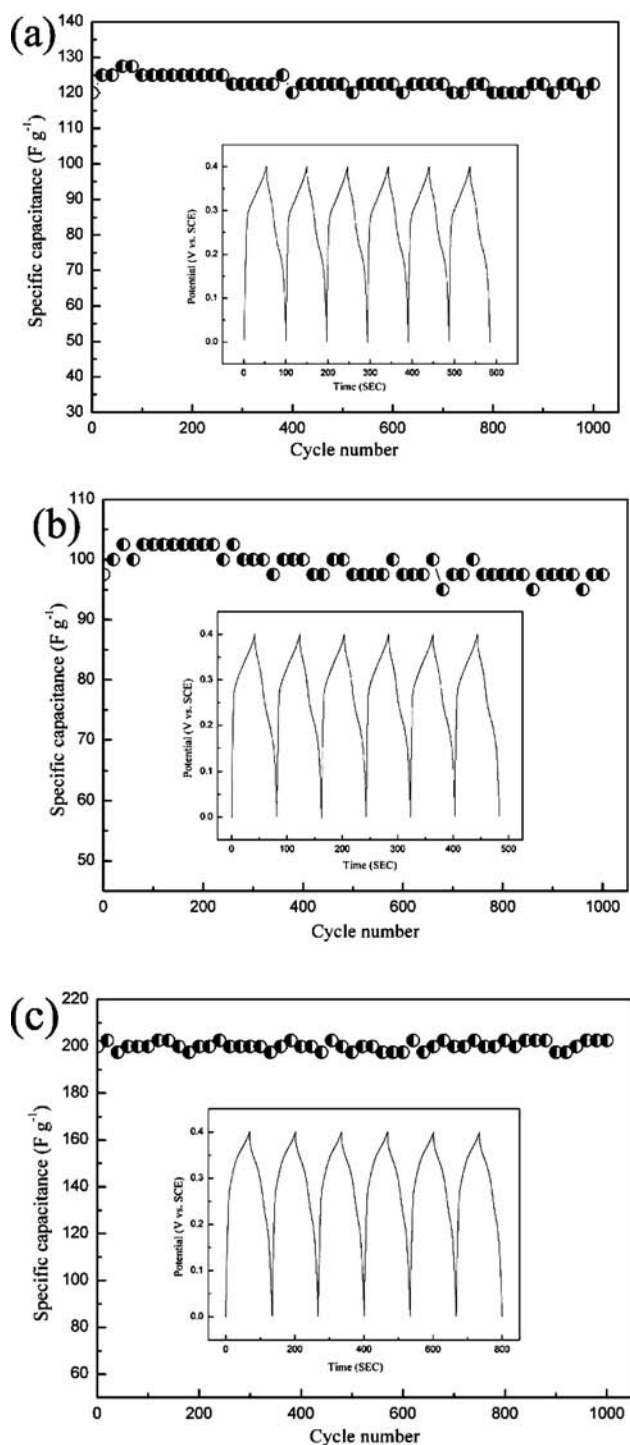 (a)
140
130
120
110
100
90
80
70
60
50
40
30
Specific capacitance (F g⁻¹)
0 200 400 600 800 1000
Cycle number
0.4
0.3
0.2
0.1
0.0
Potential (V vs. SCE)
0 100 200 300 400 500 600
Time (SEC)
(b)
110
100
90
80
70
60
50
Specific capacitance (F g⁻¹)
0 200 400 600 800 1000
Cycle number
0.4
0.3
0.2
0.1
0.0
Potential (V vs. SCE)
0 100 200 300 400 500
Time (SEC)
(c)
220
200
180
160
140
120
100
80
60
Specific capacitance (F g⁻¹)
0 200 400 600 800 1000
Cycle number
0.4
0.3
0.2
0.1
0.0
Potential (V vs. SCE)
0 200 400 600 800
Time (SEC)